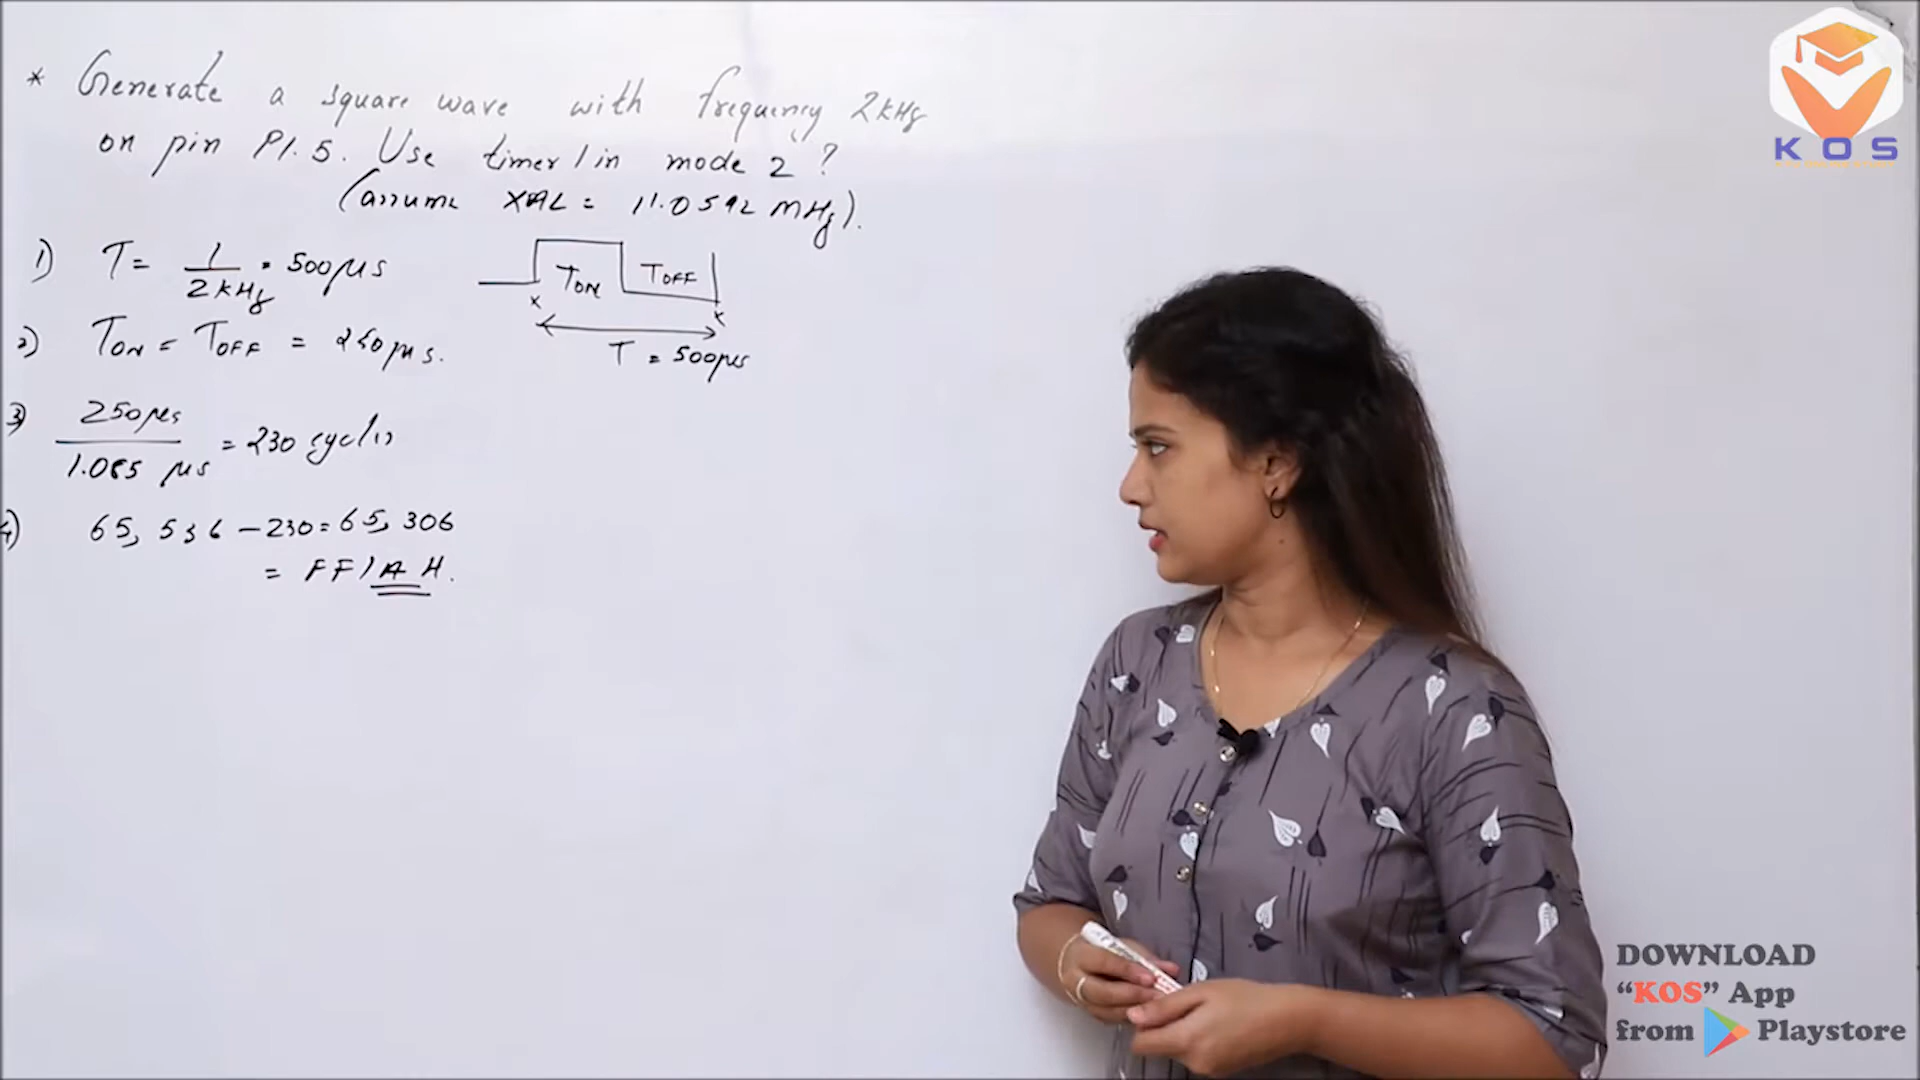 * Generate a square wave with frequency 2kHz
on pin P1.5. Use timer 1 in mode 2 ?
(assume XTAL = 11.0592 MHz).
1) T = 1/2kHz = 500μs
TON TOFF
T = 500μs
2) TON = TOFF = 250μs.
3) 250μs/1.085 μs = 230 cycles
4) 65,536 - 230 = 65,306
= FF1A H.
KOS
DOWNLOAD
“KOS” App
from Playstore